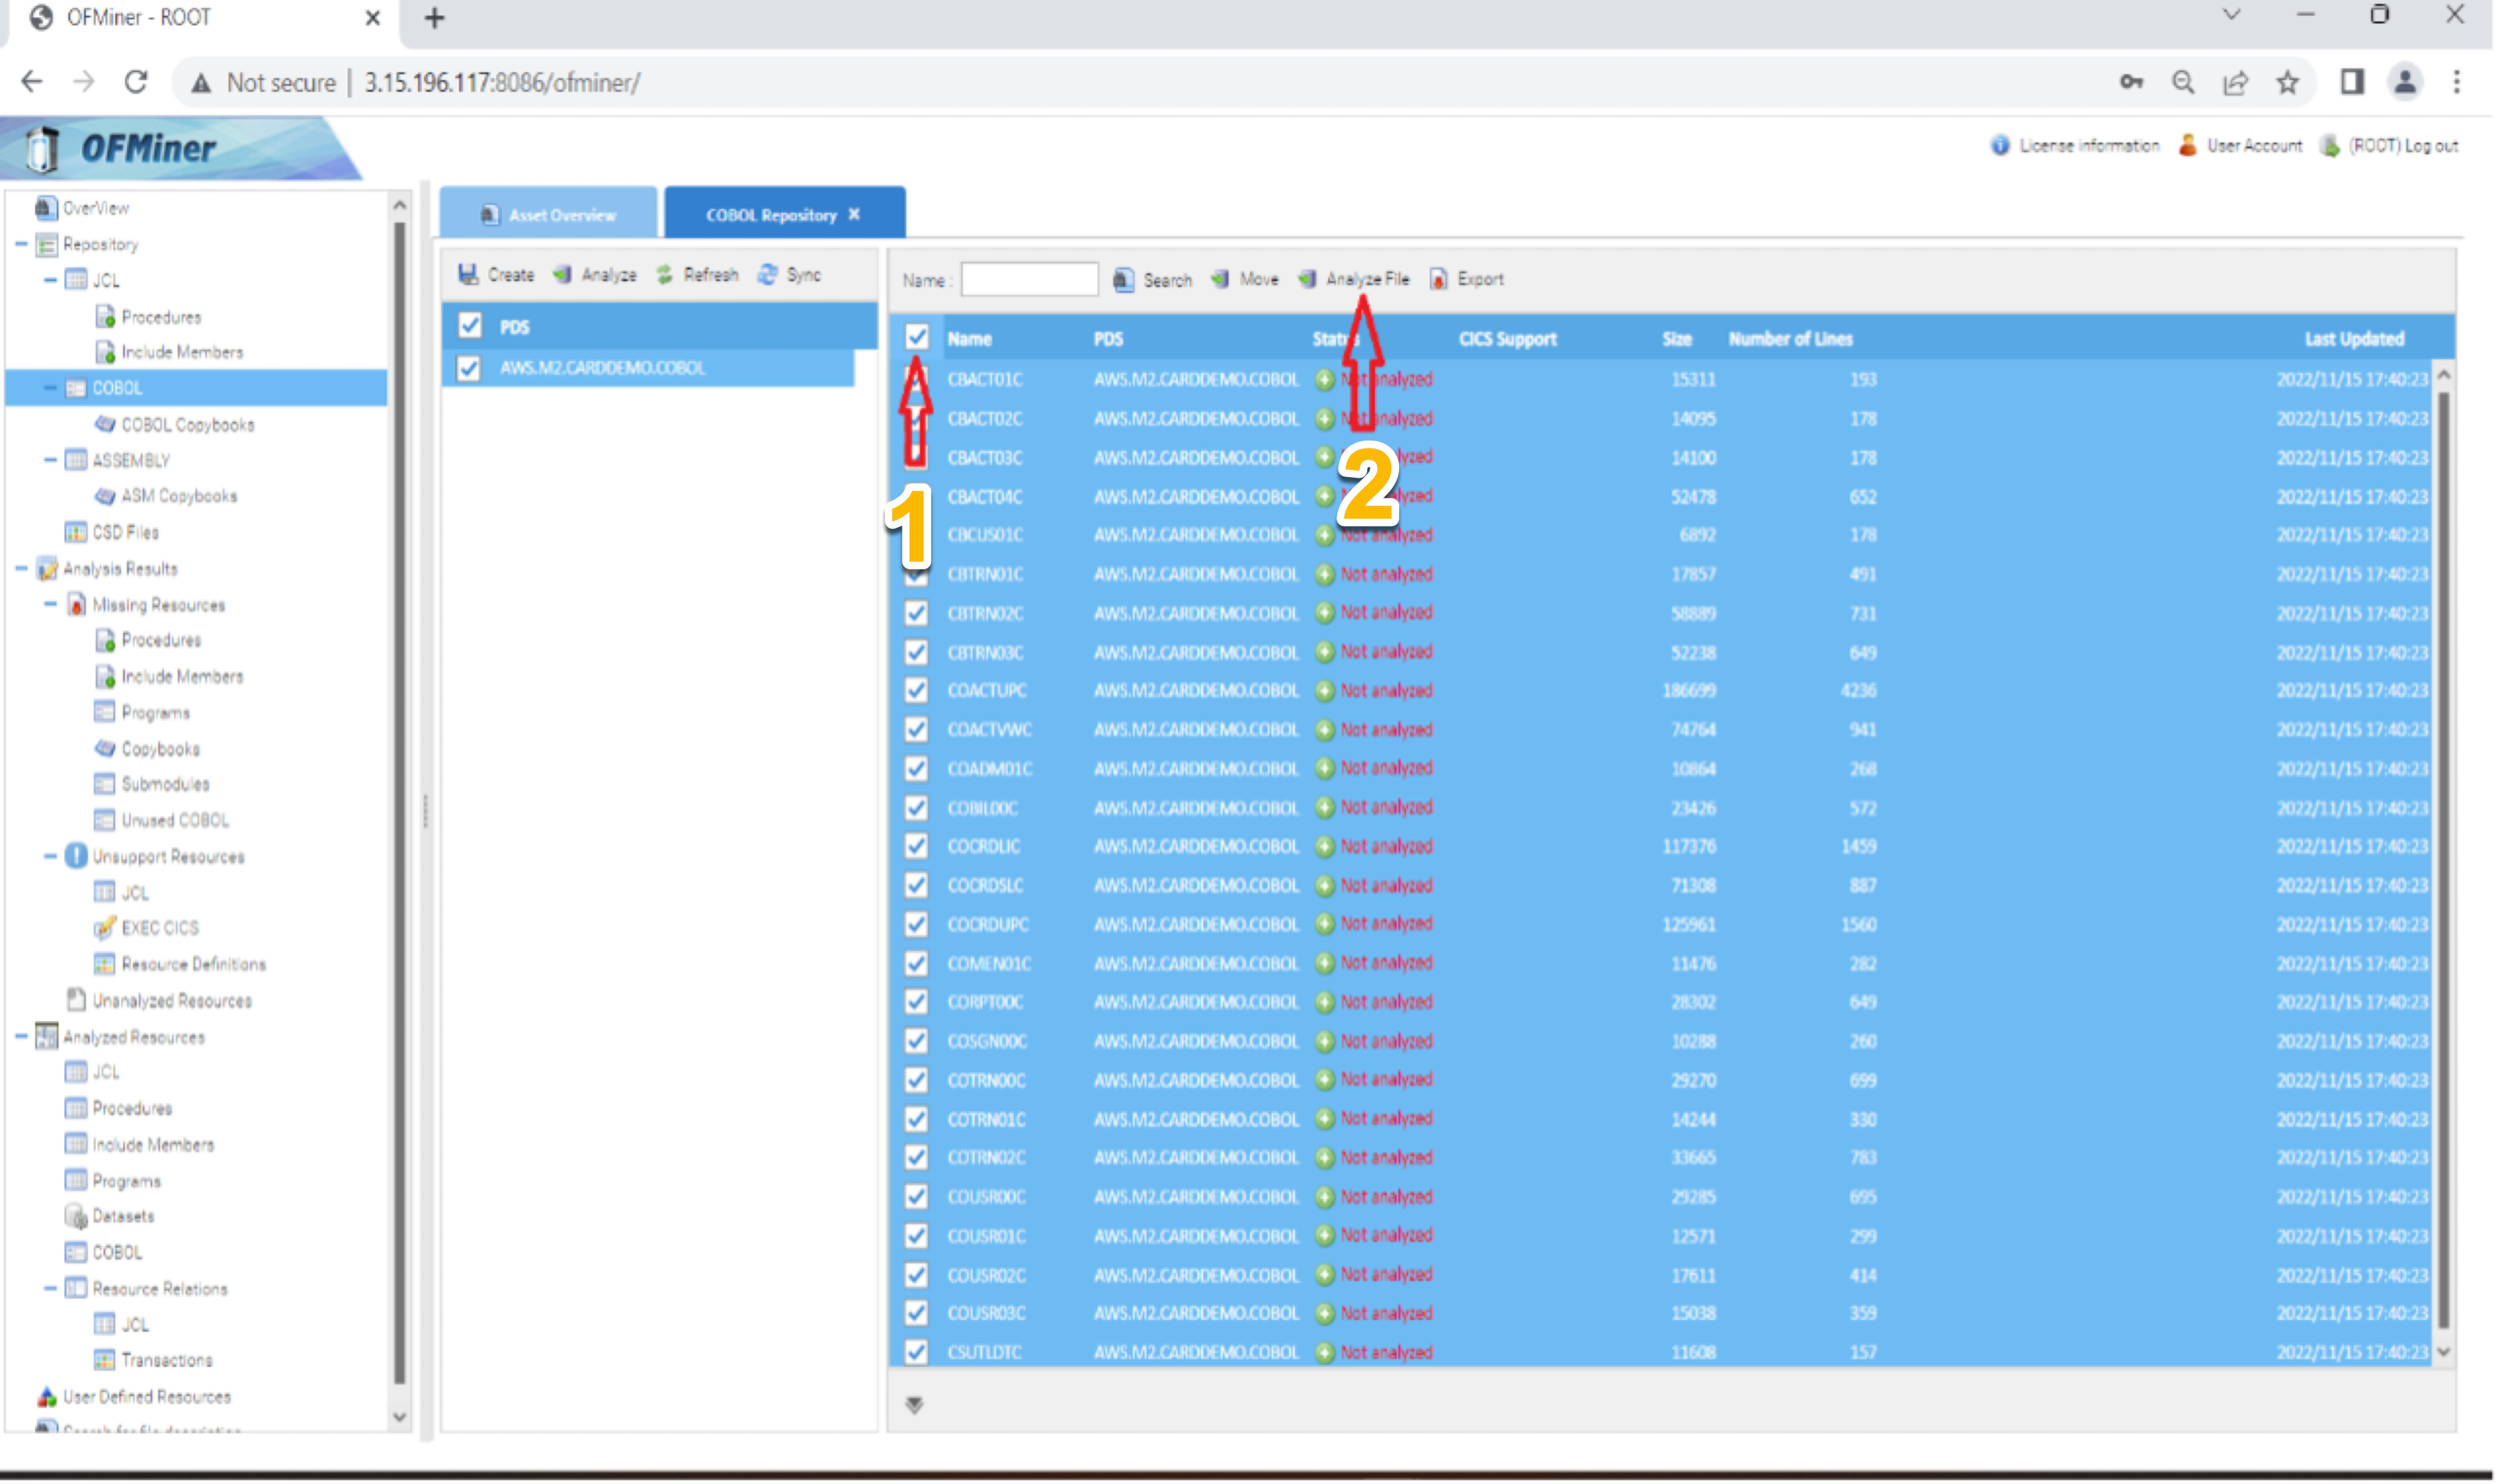 OFMiner - ROOT
Not secure | 3.15.196.117:8086/ofminer/
OFMiner
License information User Account (ROOT) Log out
OverView
Repository
JCL
Procedures
Include Members
COBOL
COBOL Copybooks
ASSEMBLY
ASM Copybooks
CSD Files
Analysis Results
Missing Resources
Procedures
Include Members
Programs
Copybooks
Submodules
Unused COBOL
Unsupport Resources
JCL
EXEC CICS
Resource Definitions
Unanalyzed Resources
Analyzed Resources
JCL
Procedures
Include Members
Programs
Datasets
COBOL
Resource Relations
JCL
Transactions
User Defined Resources
Asset Overview COBOL Repository
Create Analyze Refresh Sync
PDS
AWS.M2.CARDDEMO.COBOL
Name : Search Move Analyze File Export
Name PDS Status CICS Support Size Number of Lines Last Updated
CBACT01C AWS.M2.CARDDEMO.COBOL Not analyzed 15311 193 2022/11/15 17:40:23
CBACT02C AWS.M2.CARDDEMO.COBOL Not analyzed 14095 178 2022/11/15 17:40:23
CBACT03C AWS.M2.CARDDEMO.COBOL 14100 178 2022/11/15 17:40:23
CBACT04C AWS.M2.CARDDEMO.COBOL 52478 652 2022/11/15 17:40:23
CBCUS01C AWS.M2.CARDDEMO.COBOL Not analyzed 6892 178 2022/11/15 17:40:23
CBTRN01C AWS.M2.CARDDEMO.COBOL Not analyzed 17857 491 2022/11/15 17:40:23
CBTRN02C AWS.M2.CARDDEMO.COBOL Not analyzed 58889 731 2022/11/15 17:40:23
CBTRN03C AWS.M2.CARDDEMO.COBOL Not analyzed 52238 649 2022/11/15 17:40:23
COACTUPC AWS.M2.CARDDEMO.COBOL Not analyzed 186699 4236 2022/11/15 17:40:23
COACTVWC AWS.M2.CARDDEMO.COBOL Not analyzed 74764 941 2022/11/15 17:40:23
COADM01C AWS.M2.CARDDEMO.COBOL Not analyzed 10864 268 2022/11/15 17:40:23
COBIL00C AWS.M2.CARDDEMO.COBOL Not analyzed 23426 572 2022/11/15 17:40:23
COCRDLIC AWS.M2.CARDDEMO.COBOL Not analyzed 117376 1459 2022/11/15 17:40:23
COCRDSLC AWS.M2.CARDDEMO.COBOL Not analyzed 71308 887 2022/11/15 17:40:23
COCRDUPC AWS.M2.CARDDEMO.COBOL Not analyzed 125961 1560 2022/11/15 17:40:23
COMEN01C AWS.M2.CARDDEMO.COBOL Not analyzed 11476 282 2022/11/15 17:40:23
CORPT00C AWS.M2.CARDDEMO.COBOL Not analyzed 28302 649 2022/11/15 17:40:23
COSGN00C AWS.M2.CARDDEMO.COBOL Not analyzed 10288 260 2022/11/15 17:40:23
COTRN00C AWS.M2.CARDDEMO.COBOL Not analyzed 29270 699 2022/11/15 17:40:23
COTRN01C AWS.M2.CARDDEMO.COBOL Not analyzed 14244 330 2022/11/15 17:40:23
COTRN02C AWS.M2.CARDDEMO.COBOL Not analyzed 33665 783 2022/11/15 17:40:23
COUSR00C AWS.M2.CARDDEMO.COBOL Not analyzed 29285 695 2022/11/15 17:40:23
COUSR01C AWS.M2.CARDDEMO.COBOL Not analyzed 12571 299 2022/11/15 17:40:23
COUSR02C AWS.M2.CARDDEMO.COBOL Not analyzed 17611 414 2022/11/15 17:40:23
COUSR03C AWS.M2.CARDDEMO.COBOL Not analyzed 15038 359 2022/11/15 17:40:23
CSUTLDTC AWS.M2.CARDDEMO.COBOL Not analyzed 11608 157 2022/11/15 17:40:23
1
2